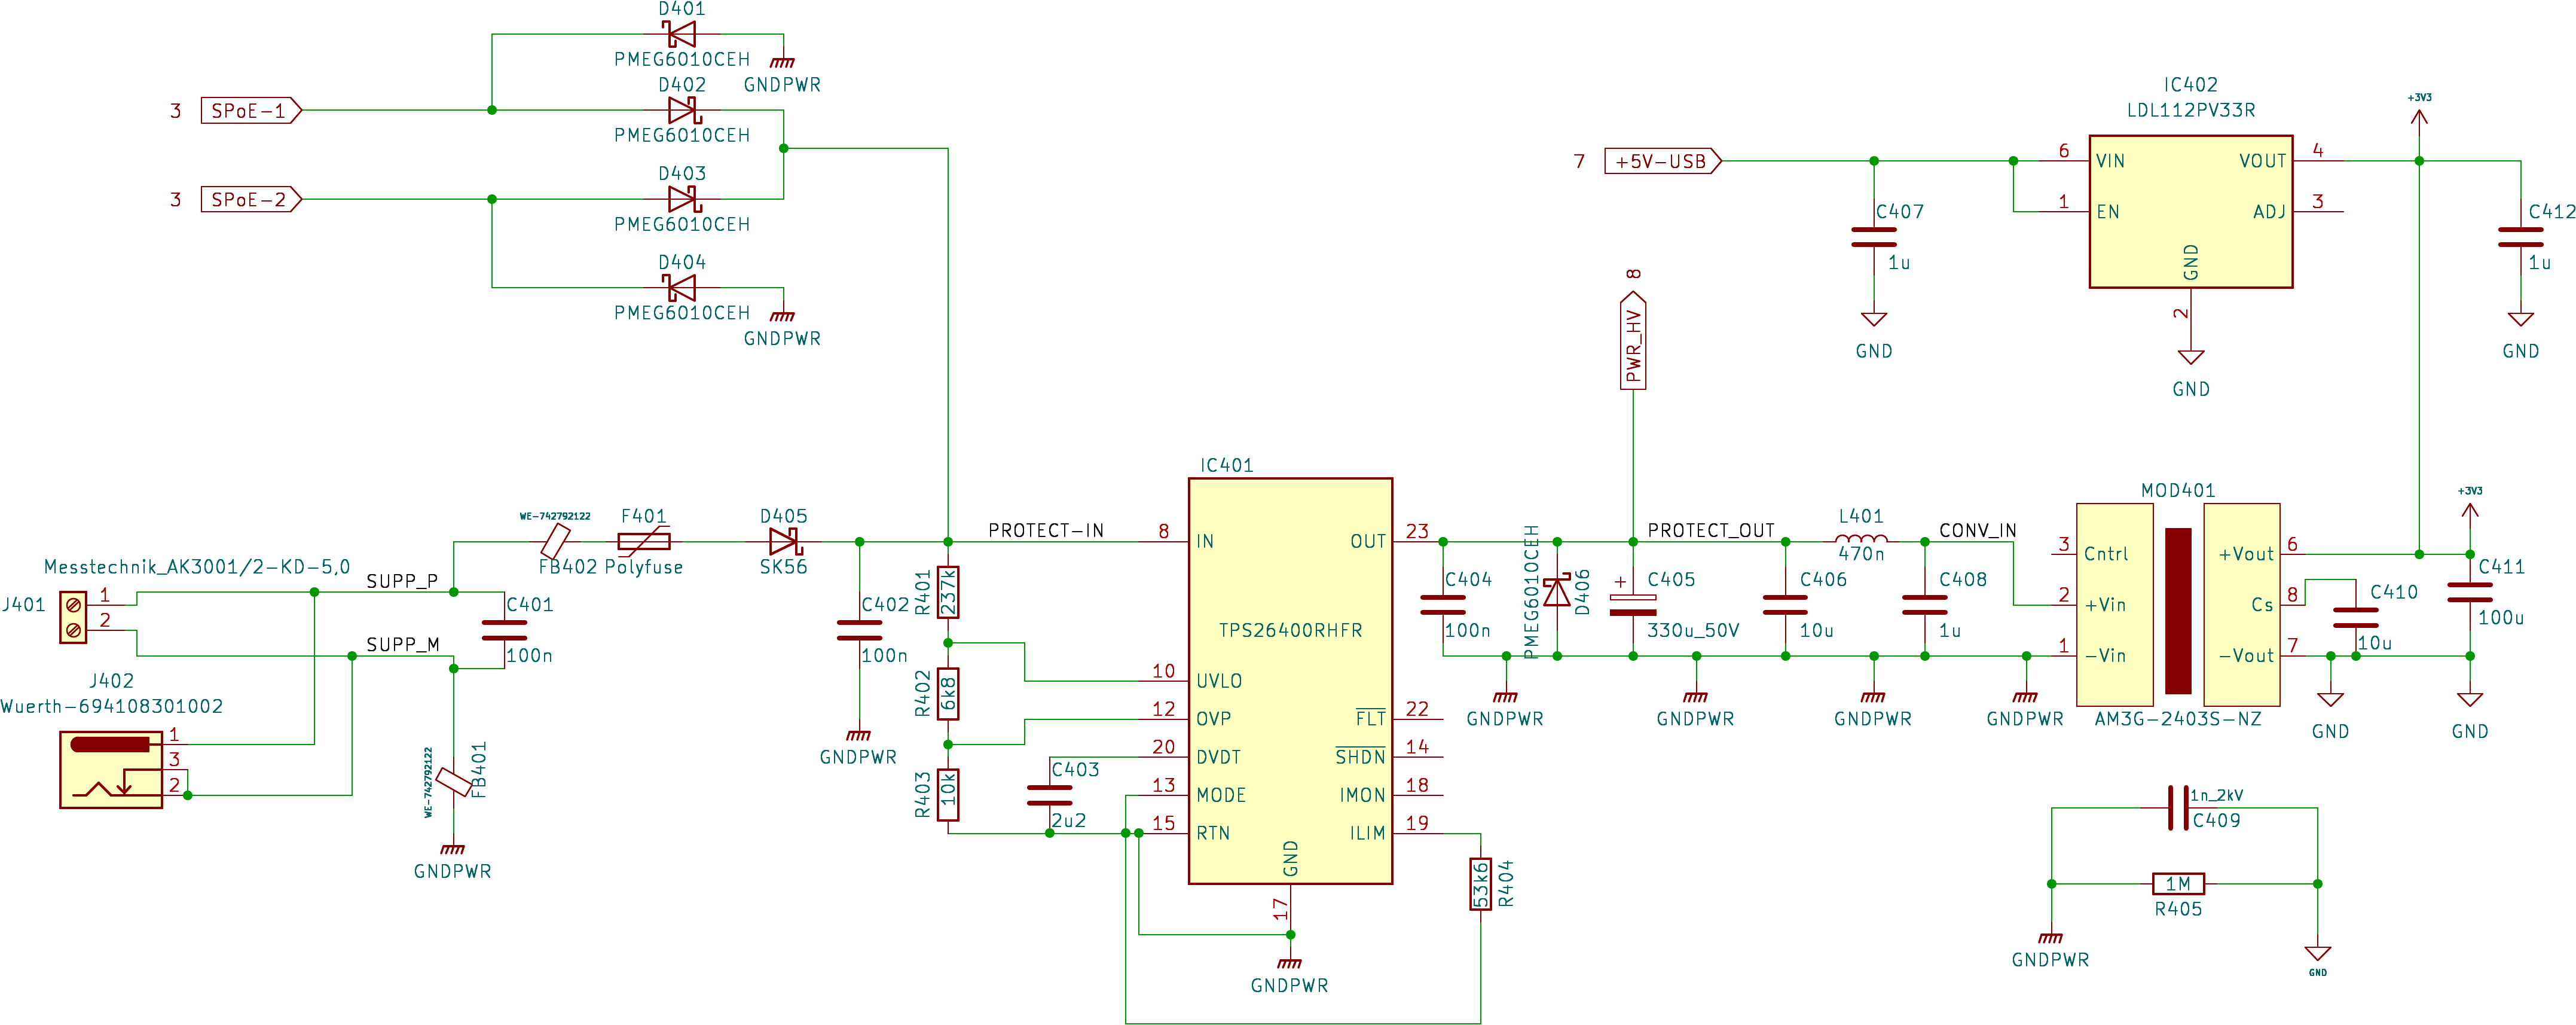 D401
PMEG6010CEH
GNDPWR
D402
PMEG6010CEH
3 SPoE-1
D403
PMEG6010CEH
3 SPoE-2
D404
PMEG6010CEH
GNDPWR
IC402
LDL112PV33R
+3V3
7 +5V-USB
6 VIN
VOUT 4
1 EN
ADJ 3
GND
2
GND
C407
1u
GND
C412
1u
GND
8
PWR_HV
Messtechnik_AK3001/2-KD-5,0
J401
1
2
SUPP_P
SUPP_M
C401
100n
J402
Wuerth-694108301002
1
3
2
WE-742792122
FB401
GNDPWR
WE-742792122
FB402
F401
Polyfuse
D405
SK56
C402
100n
GNDPWR
R401
237k
R402
6k8
R403
10k
PROTECT-IN
C403
2u2
IC401
TPS26400RHFR
8 IN
10 UVLO
12 OVP
20 DVDT
13 MODE
15 RTN
OUT 23
FLT 22
SHDN 14
IMON 18
ILIM 19
GND
17
GNDPWR
53k6
R404
C404
100n
PMEG6010CEH
D406
+
C405
330u_50V
PROTECT_OUT
C406
10u
L401
470n
CONV_IN
C408
1u
GNDPWR
GNDPWR
GNDPWR
GNDPWR
MOD401
3 Cntrl
2 +Vin
1 -Vin
+Vout 6
Cs 8
-Vout 7
AM3G-2403S-NZ
+3V3
C411
100u
C410
10u
GND
GND
1n_2kV
C409
1M
R405
GNDPWR
GND